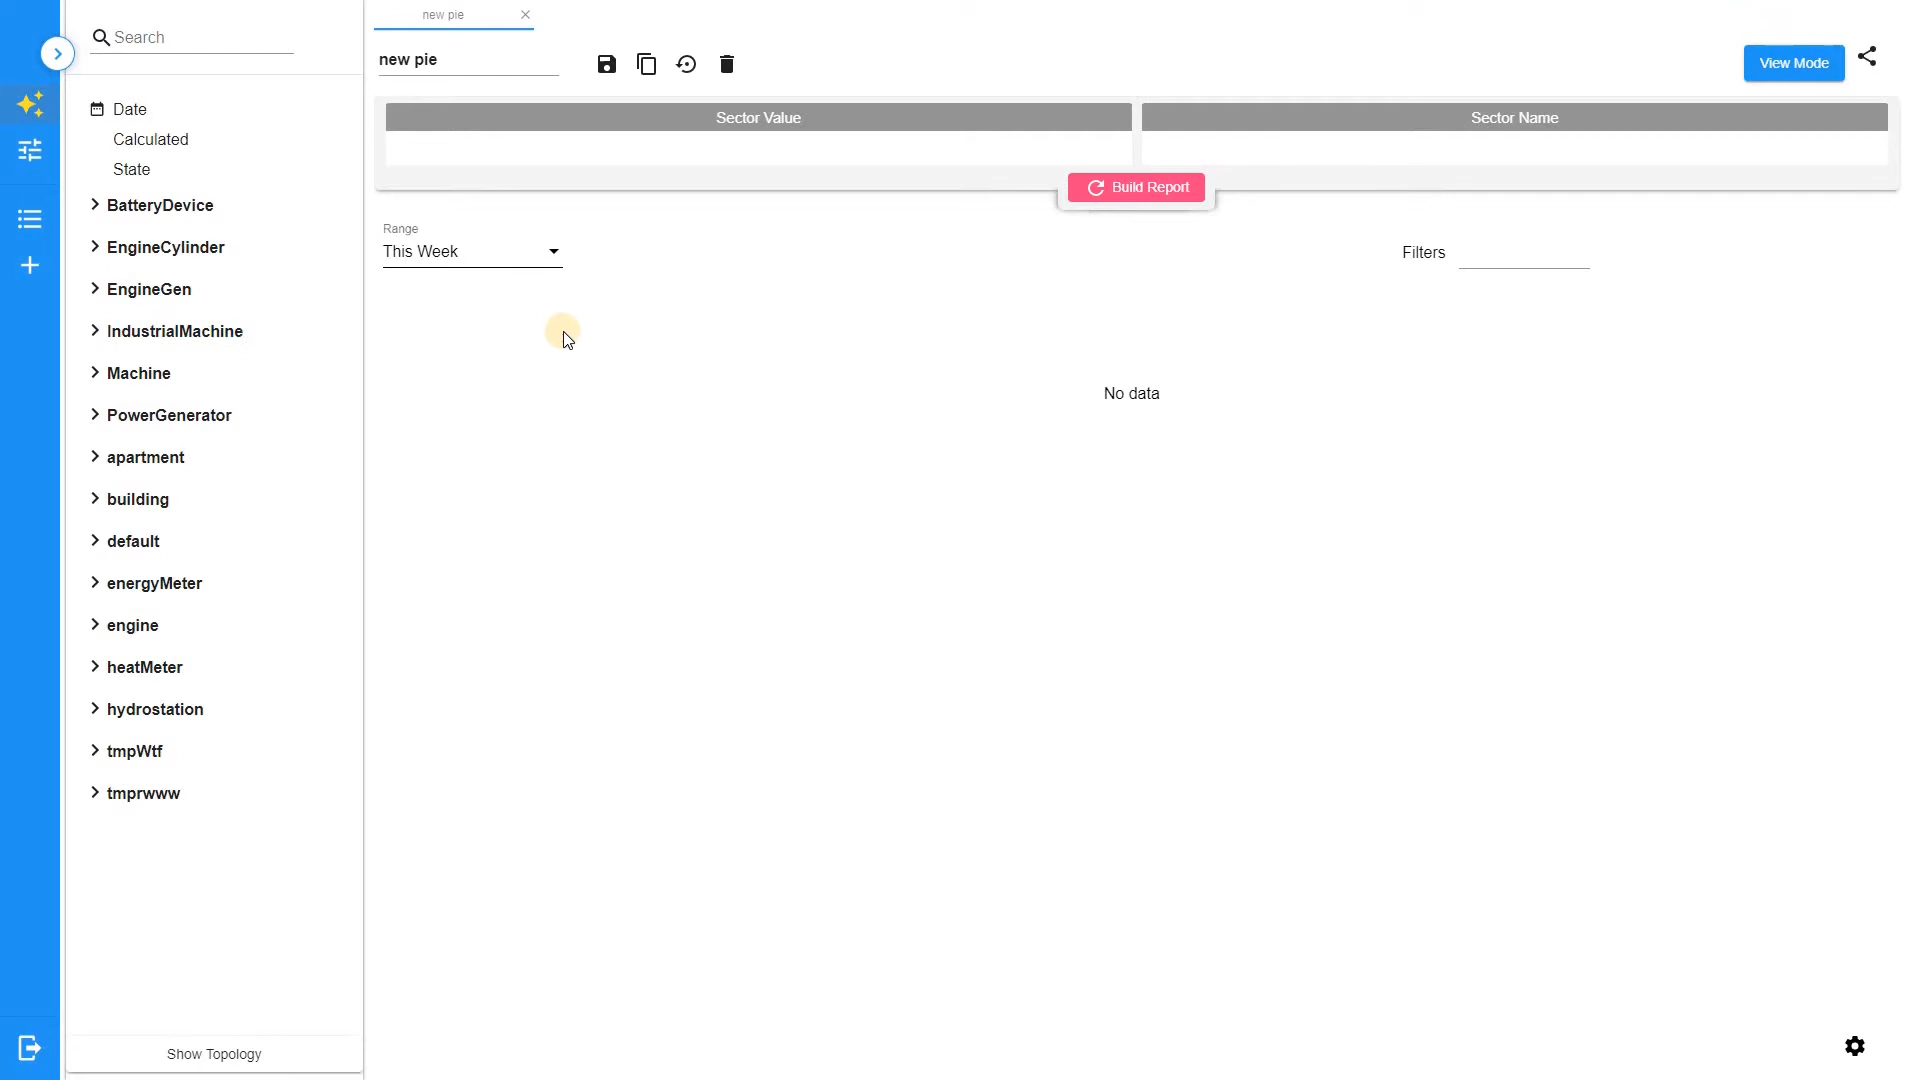 Search
Date
Calculated
State
BatteryDevice
EngineCylinder
EngineGen
IndustrialMachine
Machine
PowerGenerator
apartment
building
default
energyMeter
engine
heatMeter
hydrostation
tmpWtf
tmprwww
Show Topology
new pie
new pie
View Mode
Sector Value
Sector Name
Build Report
Range
This Week
Filters
No data